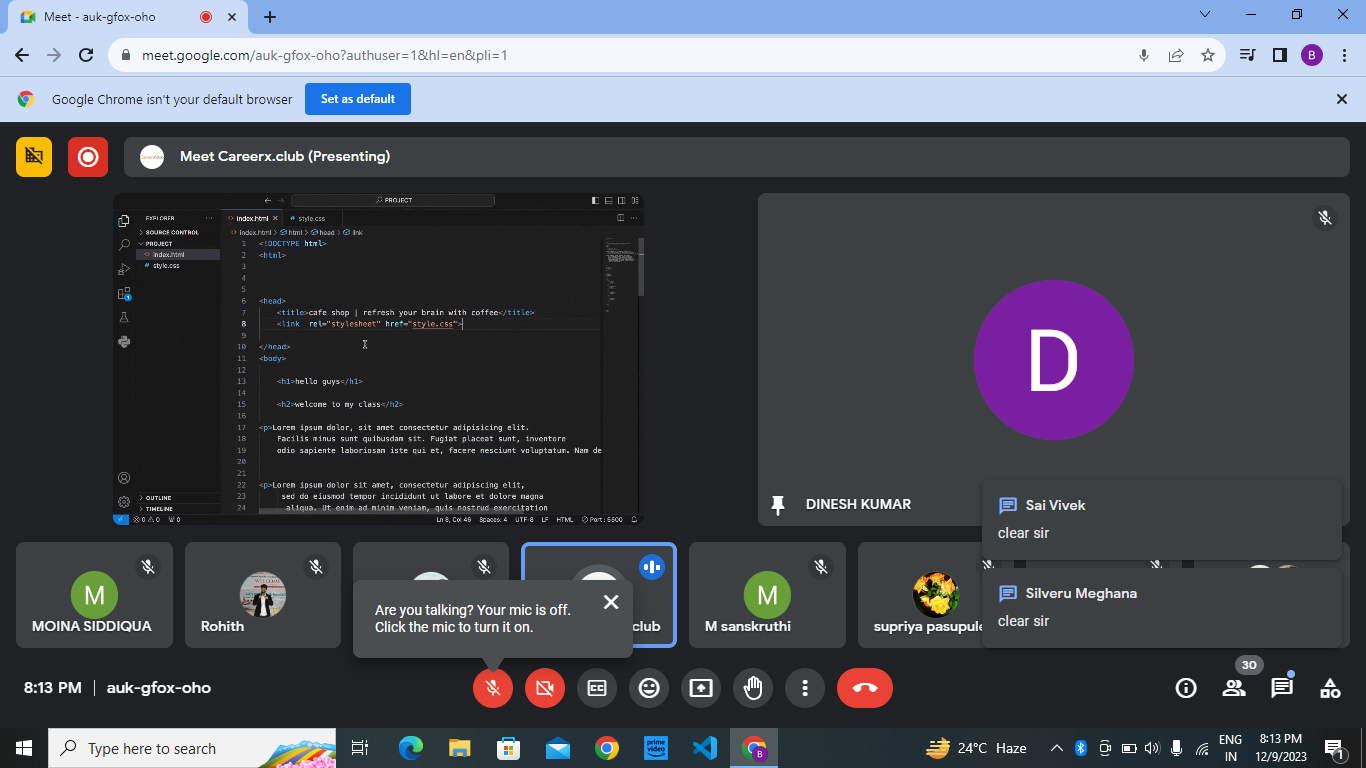 Meet - auk-gfox-oho
meet.google.com/auk-gfox-oho?authuser=1&hl=en&pli=1
B
Google Chrome isn't your default browser
Set as default
Meet Careerx.club (Presenting)
PROJECT
EXPLORER
index.html
style.css
SOURCE CONTROL
index.html > html > head > link
PROJECT
index.html
style.css
1 <!DOCTYPE html>
2 <html>
3
4
5
6 <head>
7 <title>cafe shop | refresh your brain with coffee</title>
8 <link  rel="stylesheet" href="style.css">
9
10 </head>
11 <body>
12
13 <h1>hello guys</h1>
14
15 <h2>welcome to my class</h2>
16
17 <p>Lorem ipsum dolor, sit amet consectetur adipisicing elit.
18 Facilis minus sunt quibusdam sit. Fugiat placeat sunt, inventore
19 odio sapiente laboriosam iste qui et, facere nesciunt voluptatum. Nam de
20
21
22 <p>Lorem ipsum dolor sit amet, consectetur adipisicing elit,
23 sed do eiusmod tempor incididunt ut labore et dolore magna
24 aliqua. Ut enim ad minim veniam, quis nostrud exercitation
OUTLINE
TIMELINE
0 0 0 Ln 8, Col 46 Spaces: 4 UTF-8 LF HTML Port : 5500
D
DINESH KUMAR
Sai Vivek
clear sir
Silveru Meghana
clear sir
M
MOINA SIDDIQUA
Rohith
Are you talking? Your mic is off.
Click the mic to turn it on.
club
M
M sanskruthi
supriya pasupule
8:13 PM | auk-gfox-oho
30
Type here to search
prime video
B
24°C Haze
ENG
IN
8:13 PM
12/9/2023
1